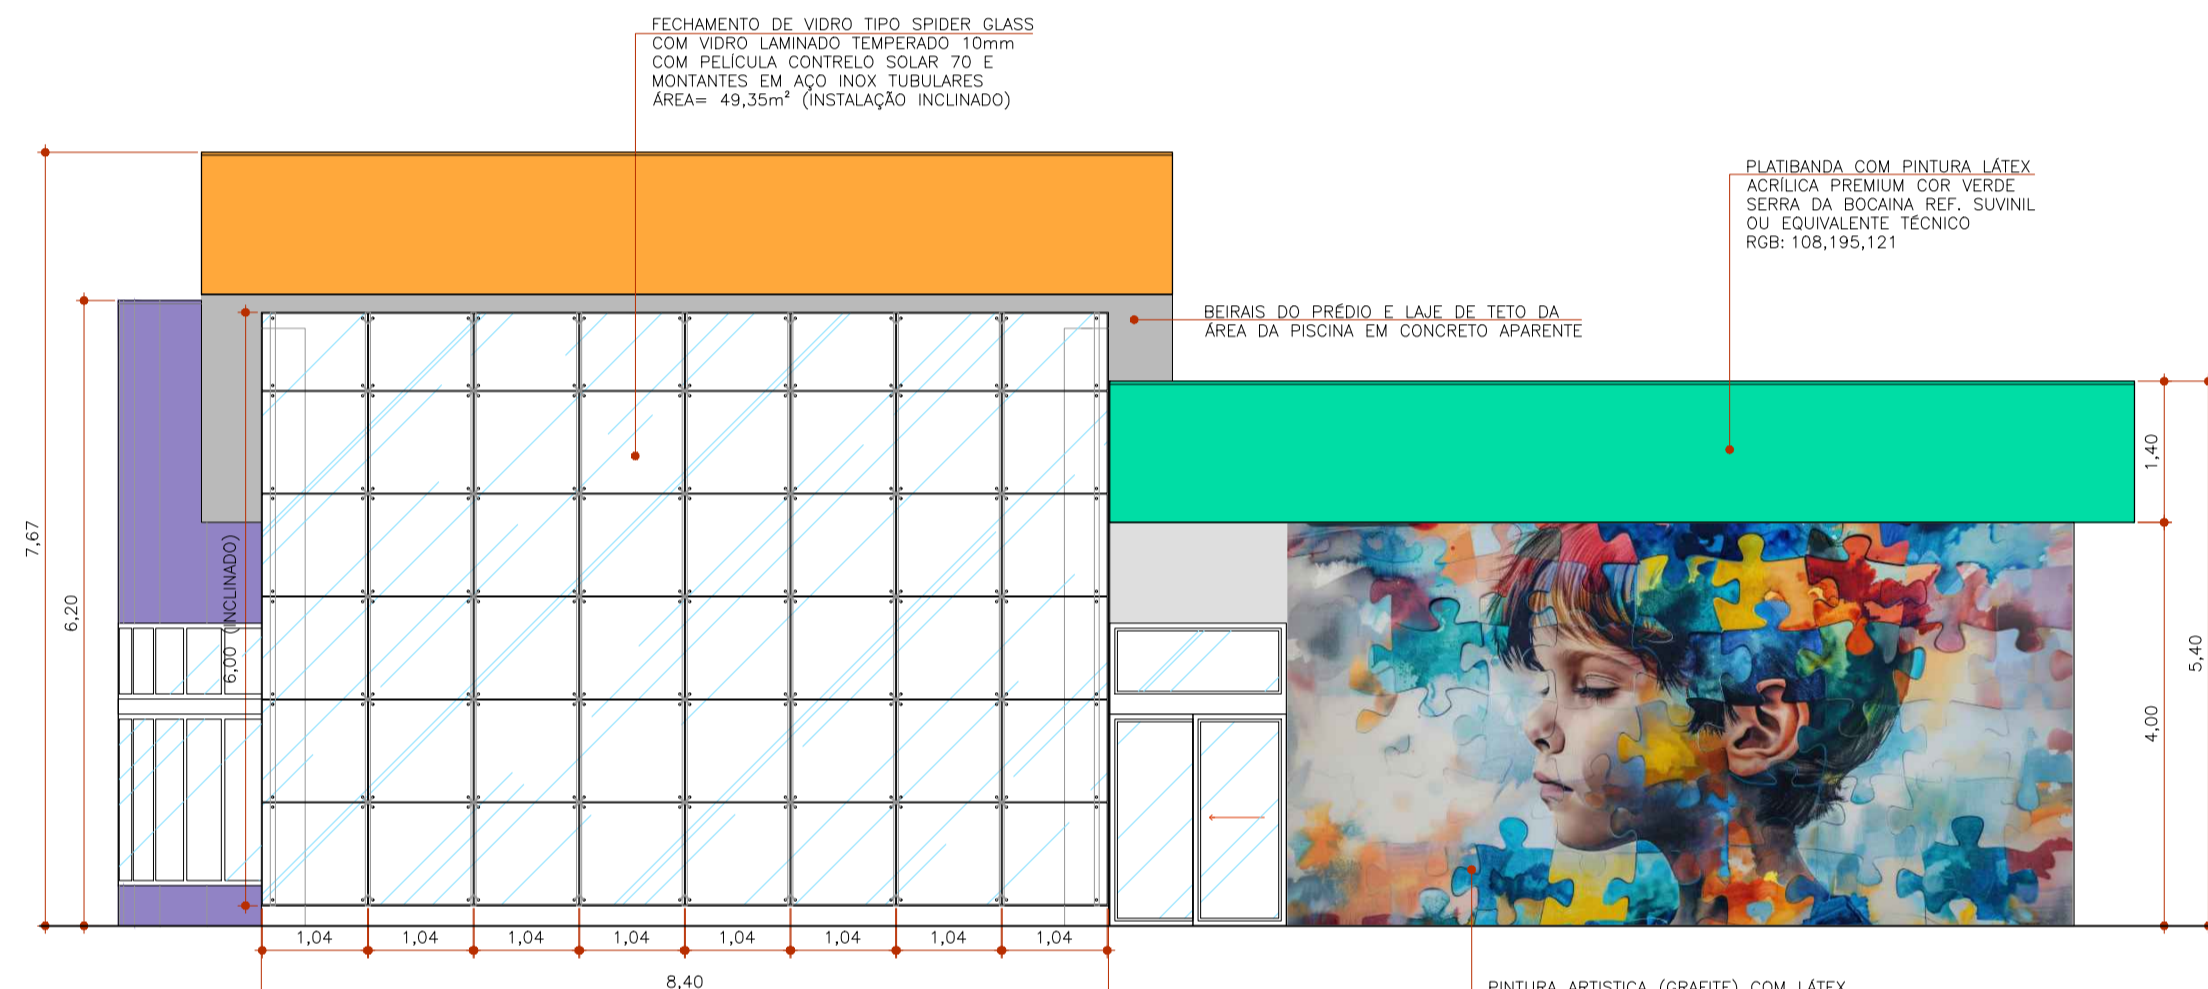 FECHAMENTO DE VIDRO TIPO SPIDER GLASS
COM VIDRO LAMINADO TEMPERADO 10mm
COM PELÍCULA CONTRELO SOLAR 70 E
MONTANTES EM AÇO INOX TUBULARES
ÁREA= 49,35m² (INSTALAÇÃO INCLINADO)
PLATIBANDA COM PINTURA LÁTEX
ACRÍLICA PREMIUM COR VERDE
SERRA DA BOCAINA REF. SUVINIL
OU EQUIVALENTE TÉCNICO
RGB: 108,195,121
BEIRAIS DO PRÉDIO E LAJE DE TETO DA
ÁREA DA PISCINA EM CONCRETO APARENTE
7,67
6,20
6,00 (INCLINADO)
1,40
4,00
5,40
1,04 1,04 1,04 1,04 1,04 1,04 1,04 1,04
8,40
PINTURA ARTISTICA (GRAFITE) COM LÁTEX